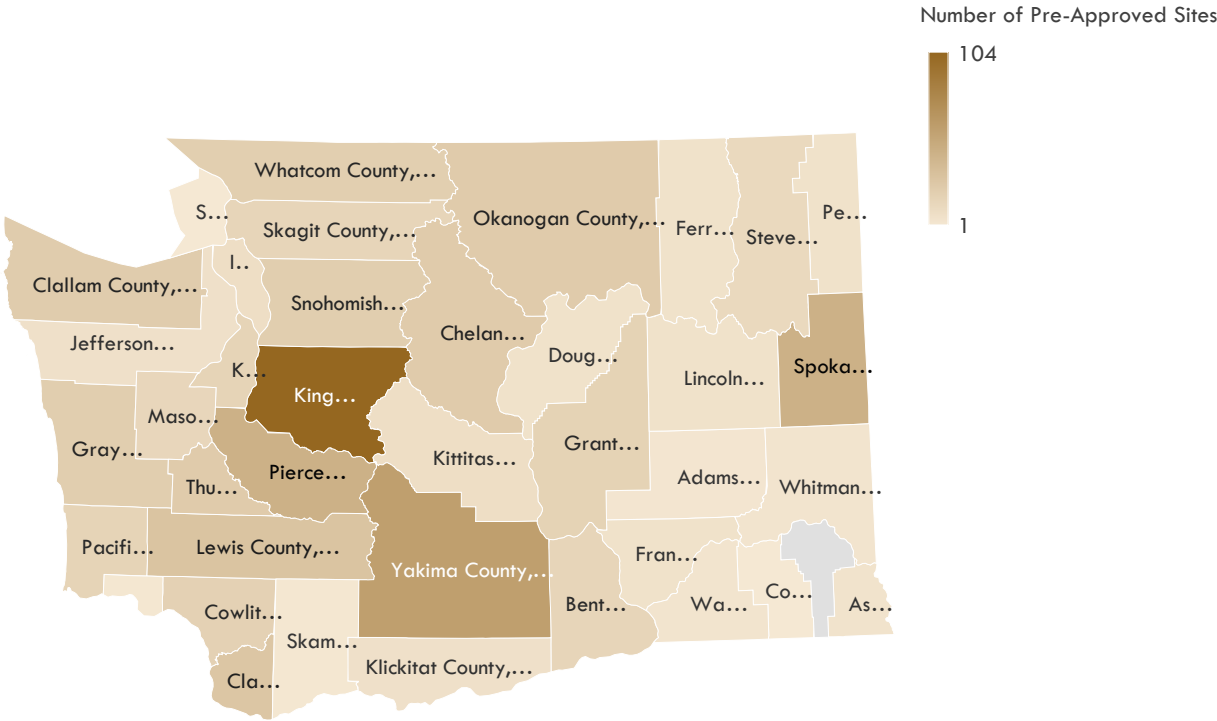 Number of Pre-Approved Sites
104
1
Whatcom County,...
S...
Skagit County,...
Okanogan County,...
Ferr...
Steve...
Pe...
I..
Clallam County,...
Snohomish...
Chelan...
Jefferson...
Doug...
K...
Lincoln...
Spoka...
King...
Maso...
Gray...
Grant...
Kittitas...
Pierce...
Adams...
Thu...
Whitman...
Pacifi...
Lewis County,...
Fran...
Yakima County,...
Cowlit...
Bent...
Wa...
Co...
As...
Skam...
Klickitat County,...
Cla...